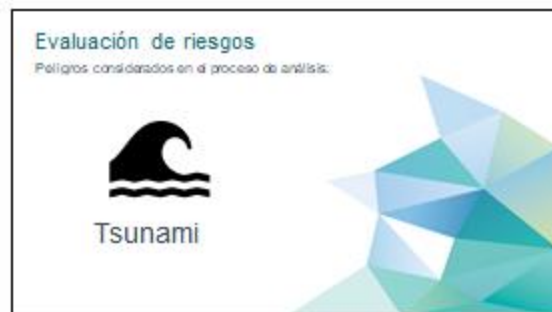 Evaluación de riesgos
Peligros considerados en el proceso de análisis:
Tsunami